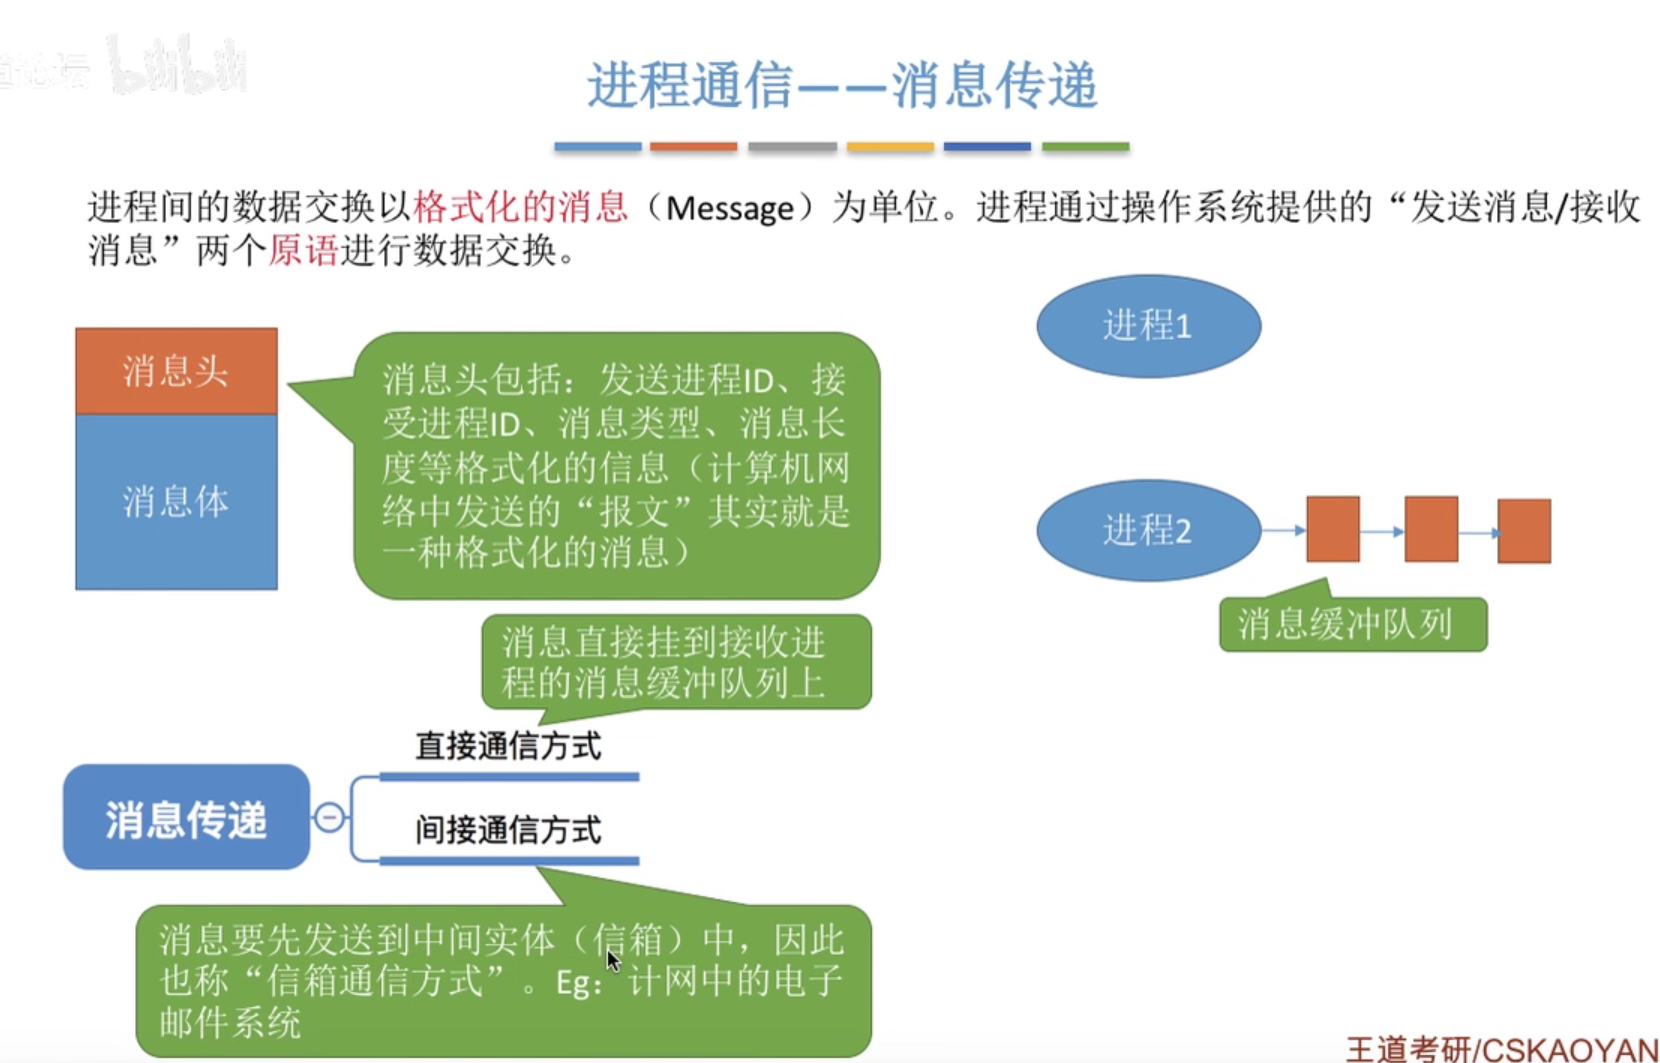 bilibili
进程通信——消息传递
进程间的数据交换以格式化的消息（Message）为单位。进程通过操作系统提供的“发送消息/接收
消息”两个原语进行数据交换。
消息头
消息体
消息头包括：发送进程ID、接
受进程ID、消息类型、消息长
度等格式化的信息（计算机网
络中发送的“报文”其实就是
一种格式化的消息）
进程1
进程2
消息缓冲队列
消息直接挂到接收进
程的消息缓冲队列上
直接通信方式
消息传递
间接通信方式
消息要先发送到中间实体（信箱）中，因此
也称“信箱通信方式”。Eg：计网中的电子
邮件系统
王道考研/CSKAOYAN